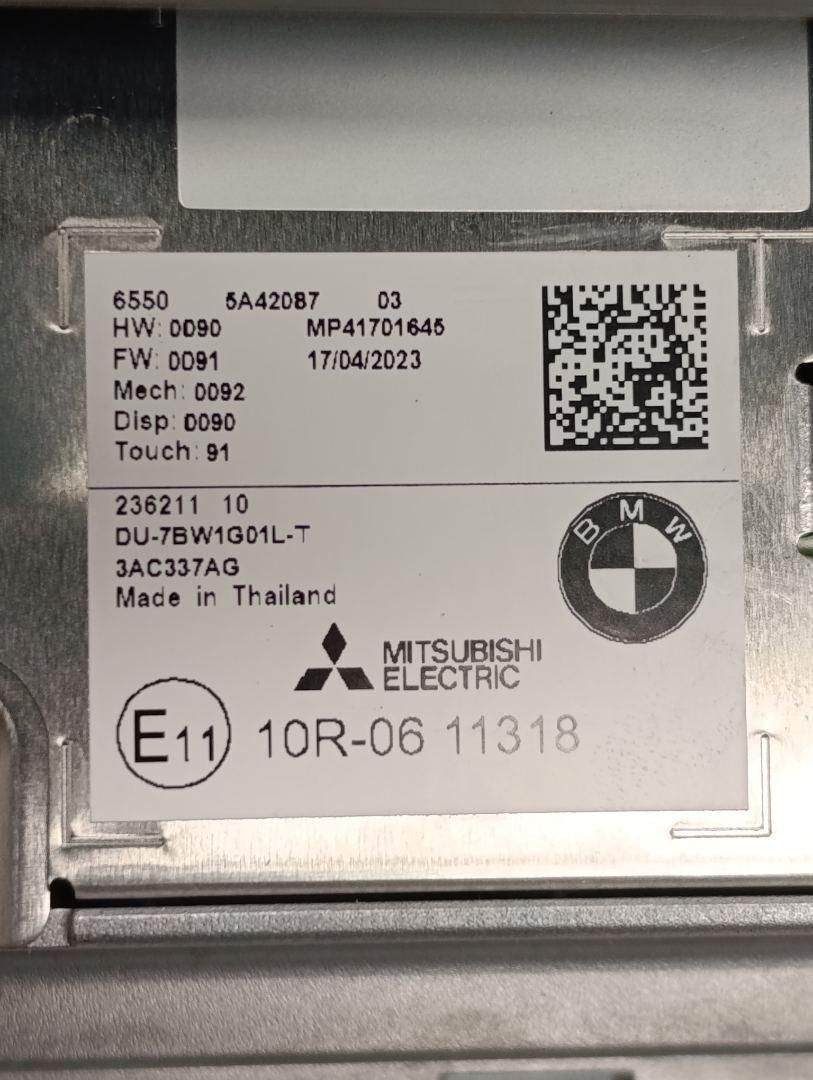 6550 5A42087 03
HW: 0090 MP41701645
FW: 0091 17/04/2023
Mech: 0092
Disp: 0090
Touch: 91
236211 10
DU-7BW1G01L-T
3AC337AG
Made in Thailand
BMW
MITSUBISHI
ELECTRIC
E11 10R-06 11318